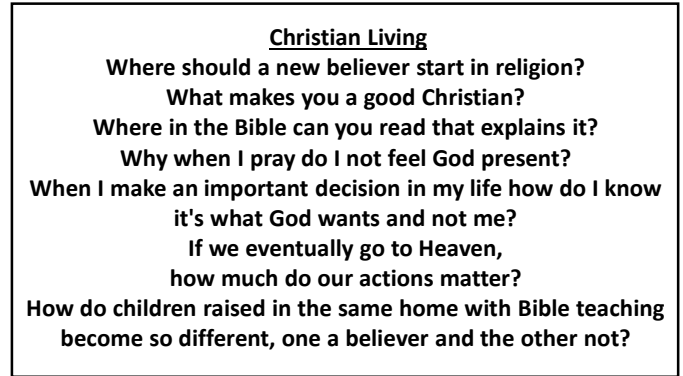 Christian Living
Where should a new believer start in religion?
What makes you a good Christian?
Where in the Bible can you read that explains it?
Why when I pray do I not feel God present?
When I make an important decision in my life how do I know
it's what God wants and not me?
If we eventually go to Heaven,
how much do our actions matter?
How do children raised in the same home with Bible teaching
become so different, one a believer and the other not?